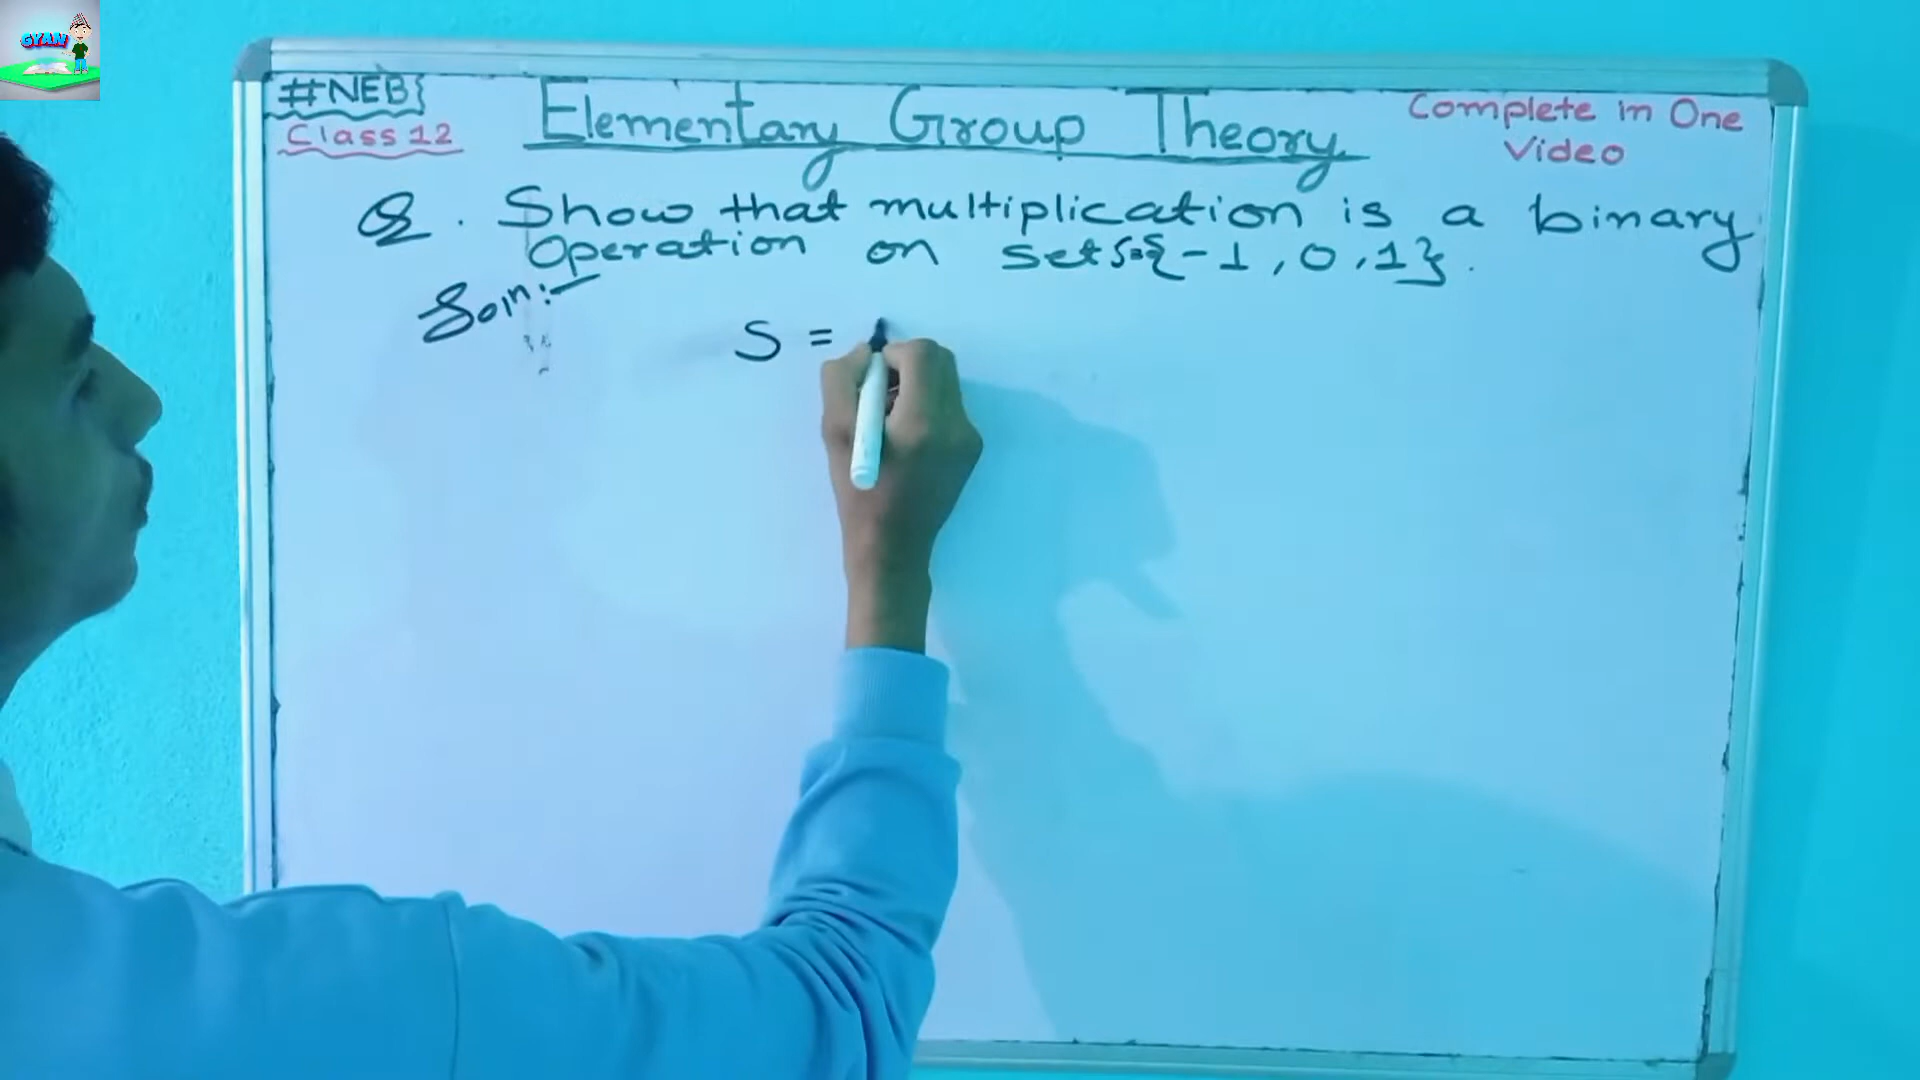 GYAN
#NEB}
Class 12
Elementary Group Theory
Complete in One
Video
Q. Show that multiplication is a binary
operation on set S={-1, 0, 1}.
Soln:-
S =